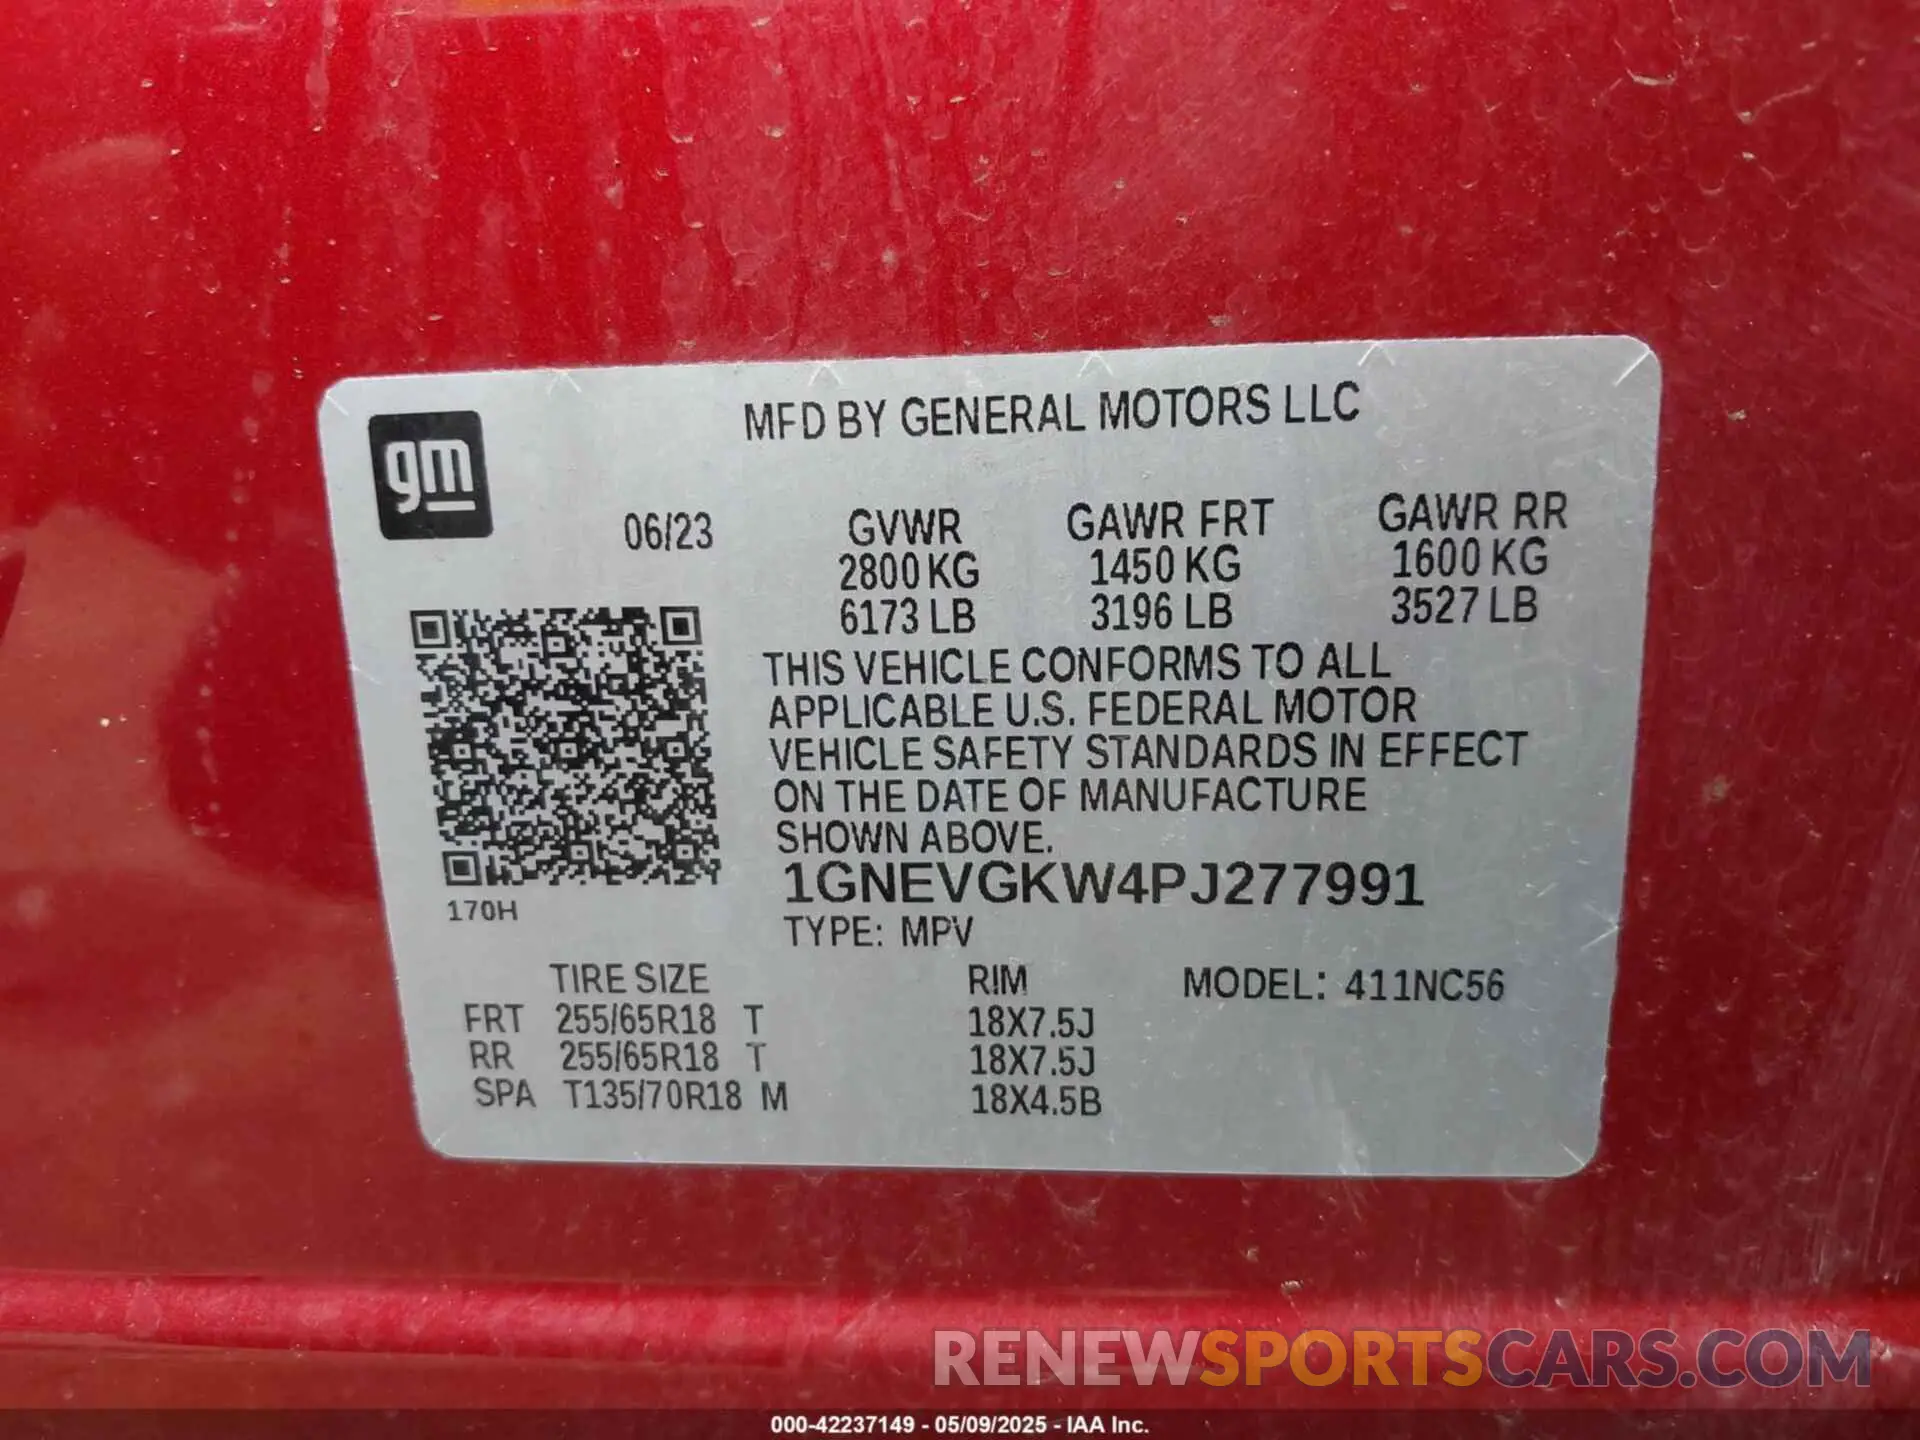 MFD BY GENERAL MOTORS LLC
gm
06/23
GVWR GAWR FRT GAWR RR
2800 KG 1450 KG 1600 KG
6173 LB 3196 LB 3527 LB
THIS VEHICLE CONFORMS TO ALL
APPLICABLE U.S. FEDERAL MOTOR
VEHICLE SAFETY STANDARDS IN EFFECT
ON THE DATE OF MANUFACTURE
SHOWN ABOVE.
1GNEVGKW4PJ277991
170H
TYPE: MPV
TIRE SIZE RIM MODEL: 411NC56
FRT 255/65R18 T 18X7.5J
RR 255/65R18 T 18X7.5J
SPA T135/70R18 M 18X4.5B
RENEWSPORTSCARS.COM
000-42237149 - 05/09/2025 - IAA Inc.